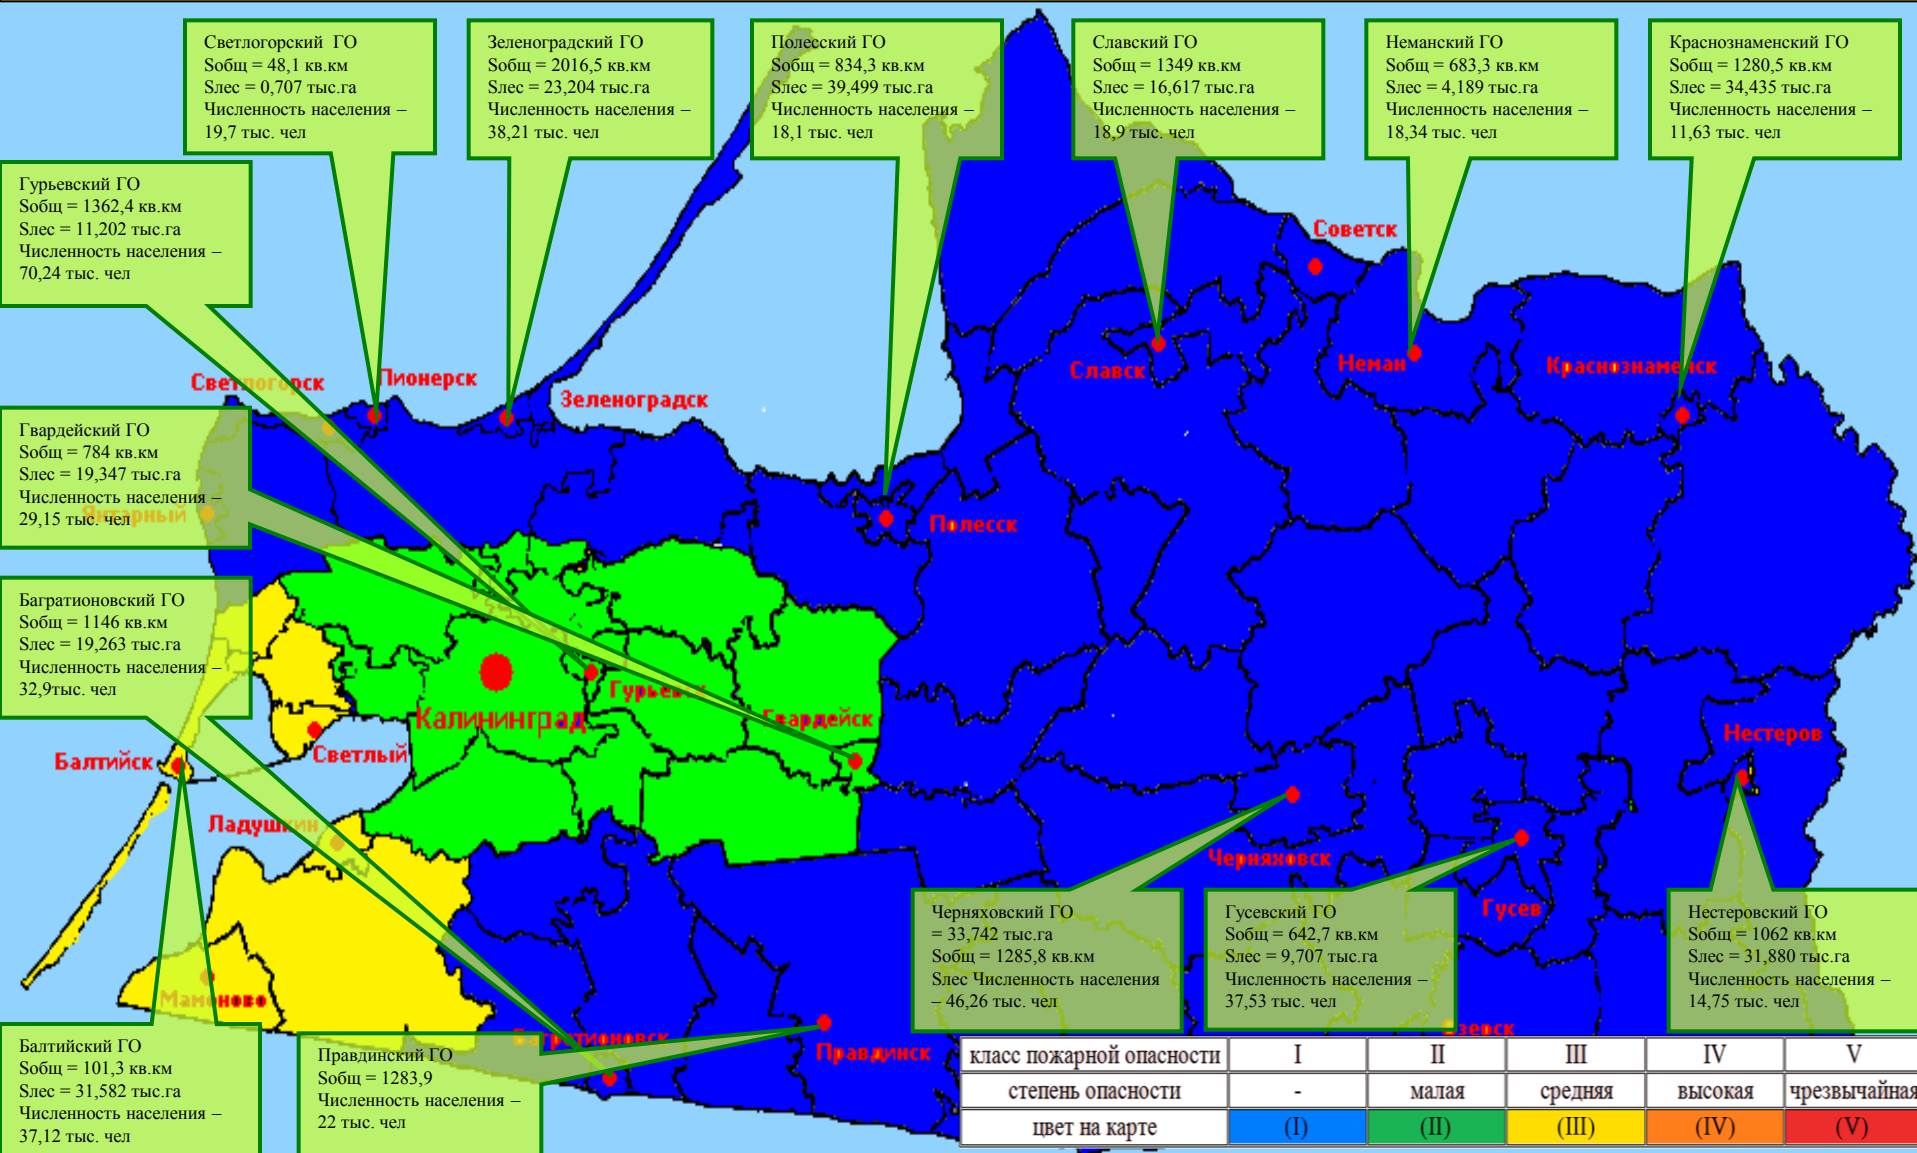 Светлогорский ГО
Sобщ = 48,1 кв.км
Sлес = 0,707 тыс.га
Численность населения –
19,7 тыс. чел
Зеленоградский ГО
Sобщ = 2016,5 кв.км
Sлес = 23,204 тыс.га
Численность населения –
38,21 тыс. чел
Полесский ГО
Sобщ = 834,3 кв.км
Sлес = 39,499 тыс.га
Численность населения –
18,1 тыс. чел
Славский ГО
Sобщ = 1349 кв.км
Sлес = 16,617 тыс.га
Численность населения –
18,9 тыс. чел
Неманский ГО
Sобщ = 683,3 кв.км
Sлес = 4,189 тыс.га
Численность населения –
18,34 тыс. чел
Краснознаменский ГО
Sобщ = 1280,5 кв.км
Sлес = 34,435 тыс.га
Численность населения –
11,63 тыс. чел
Гурьевский ГО
Sобщ = 1362,4 кв.км
Sлес = 11,202 тыс.га
Численность населения –
70,24 тыс. чел
Советск
Славск
Неман
Краснознаменск
Светлогорск
Пионерск
Зеленоградск
Гвардейский ГО
Sобщ = 784 кв.км
Sлес = 19,347 тыс.га
Численность населения –
29,15 тыс. чел
Янтарный
Полесск
Багратионовский ГО
Sобщ = 1146 кв.км
Sлес = 19,263 тыс.га
Численность населения –
32,9тыс. чел
Гурьевск
Калининград
Гвардейск
Нестеров
Светлый
Балтийск
Ладушкин
Черняховск
Гусев
Черняховский ГО
= 33,742 тыс.га
Sобщ = 1285,8 кв.км
Sлес Численность населения
– 46,26 тыс. чел
Гусевский ГО
Sобщ = 642,7 кв.км
Sлес = 9,707 тыс.га
Численность населения –
37,53 тыс. чел
Нестеровский ГО
Sобщ = 1062 кв.км
Sлес = 31,880 тыс.га
Численность населения –
14,75 тыс. чел
Мамоново
Озерск
Багратионовск
Правдинск
Балтийский ГО
Sобщ = 101,3 кв.км
Sлес = 31,582 тыс.га
Численность населения –
37,12 тыс. чел
Правдинский ГО
Sобщ = 1283,9
Численность населения –
22 тыс. чел
класс пожарной опасности I II III IV V
степень опасности - малая средняя высокая чрезвычайная
цвет на карте (I) (II) (III) (IV) (V)